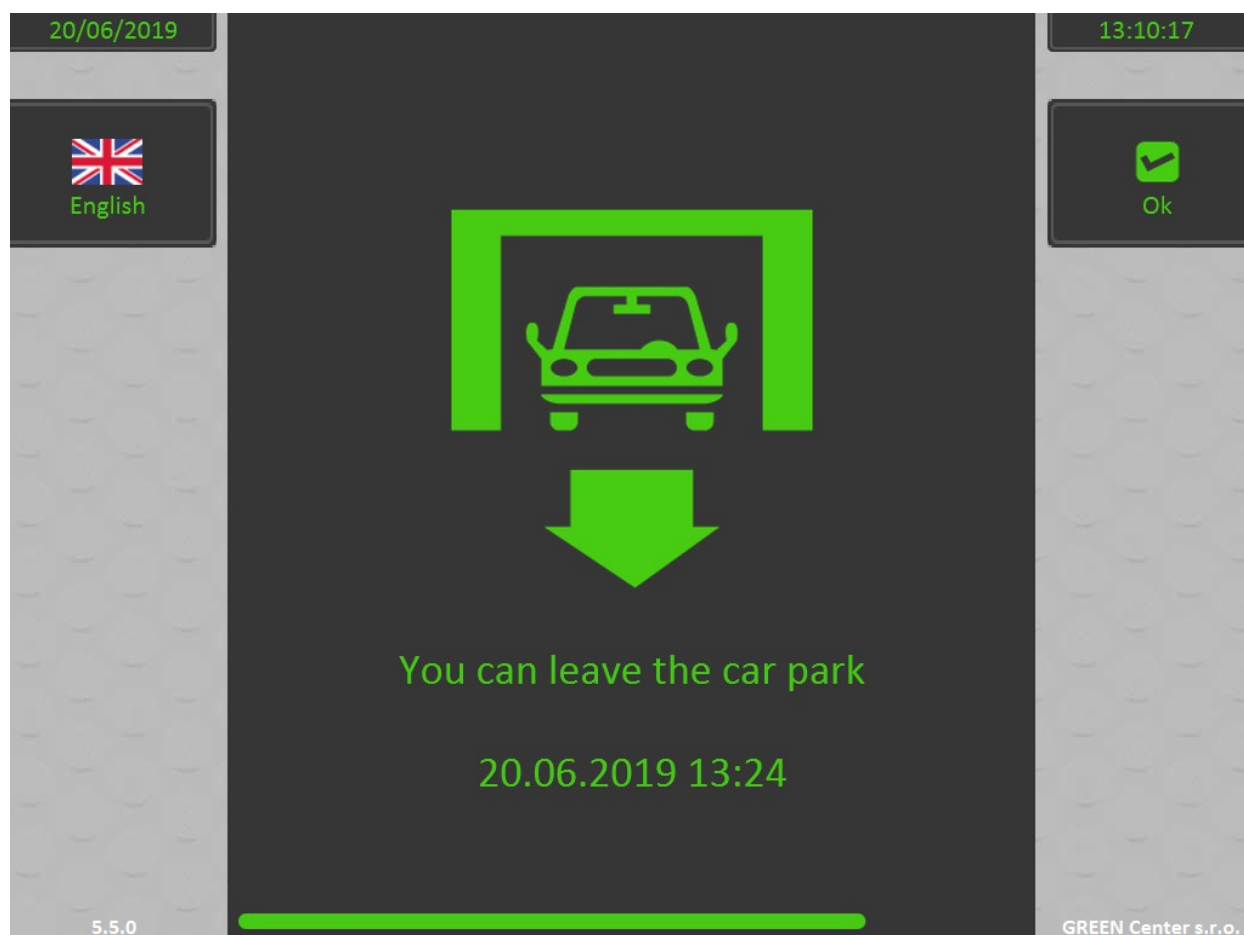 20/06/2019
13:10:17
English
Ok
You can leave the car park
20.06.2019 13:24
5.5.0
GREEN Center s.r.o.